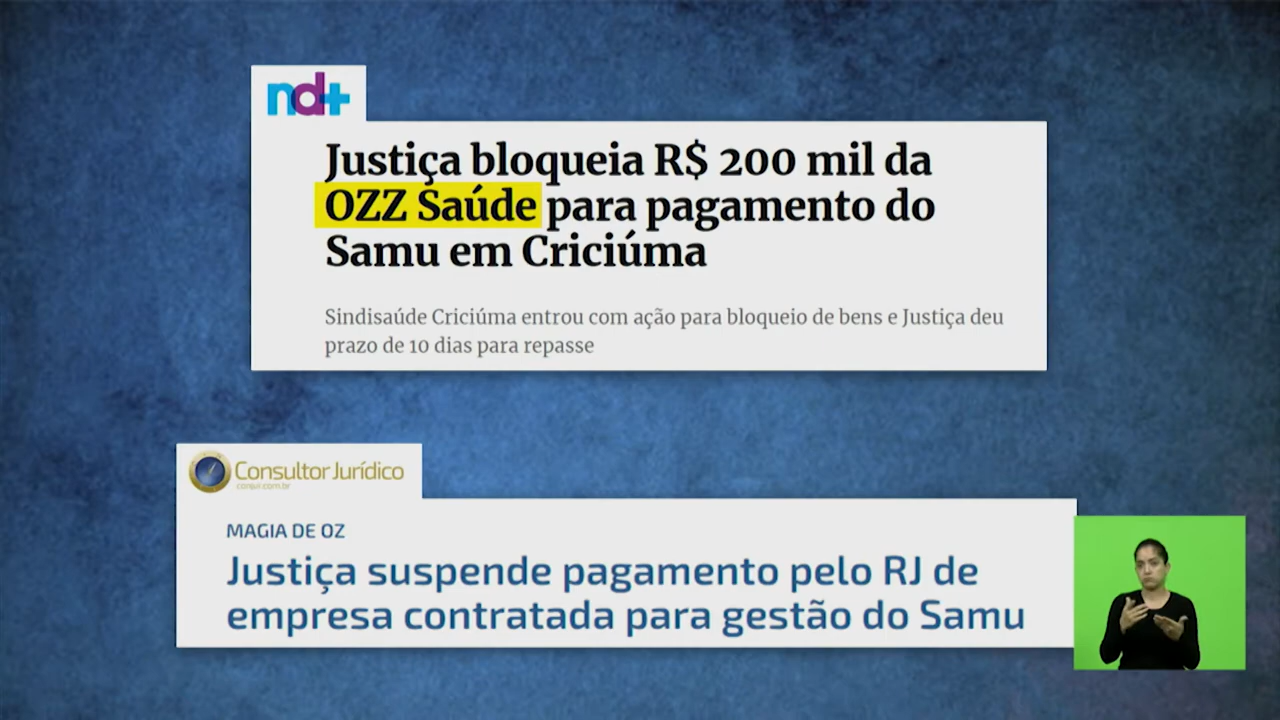 nd+
Justiça bloqueia R$ 200 mil da
OZZ Saúde para pagamento do
Samu em Criciúma
Sindisaúde Criciúma entrou com ação para bloqueio de bens e Justiça deu
prazo de 10 dias para repasse
Consultor Jurídico
conjur.com.br
MAGIA DE OZ
Justiça suspende pagamento pelo RJ de
empresa contratada para gestão do Samu